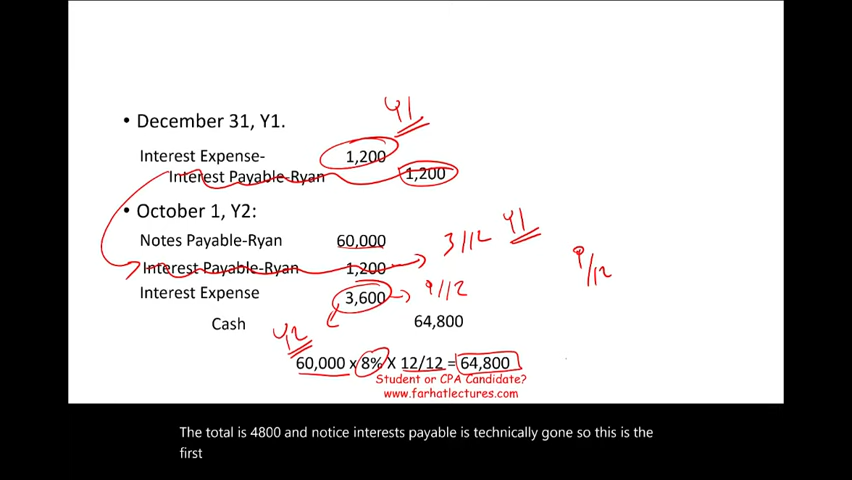 Y1
• December 31, Y1.
Interest Expense- 1,200
Interest Payable-Ryan 1,200
• October 1, Y2:
Y1
Notes Payable-Ryan 60,000 3/12
9/12
Interest Payable-Ryan 1,200
Interest Expense 3,600 9/12
Cash 64,800
Y2
60,000 x 8% X 12/12 = 64,800
Student or CPA Candidate?
www.farhatlectures.com
The total is 4800 and notice interests payable is technically gone so this is the
first